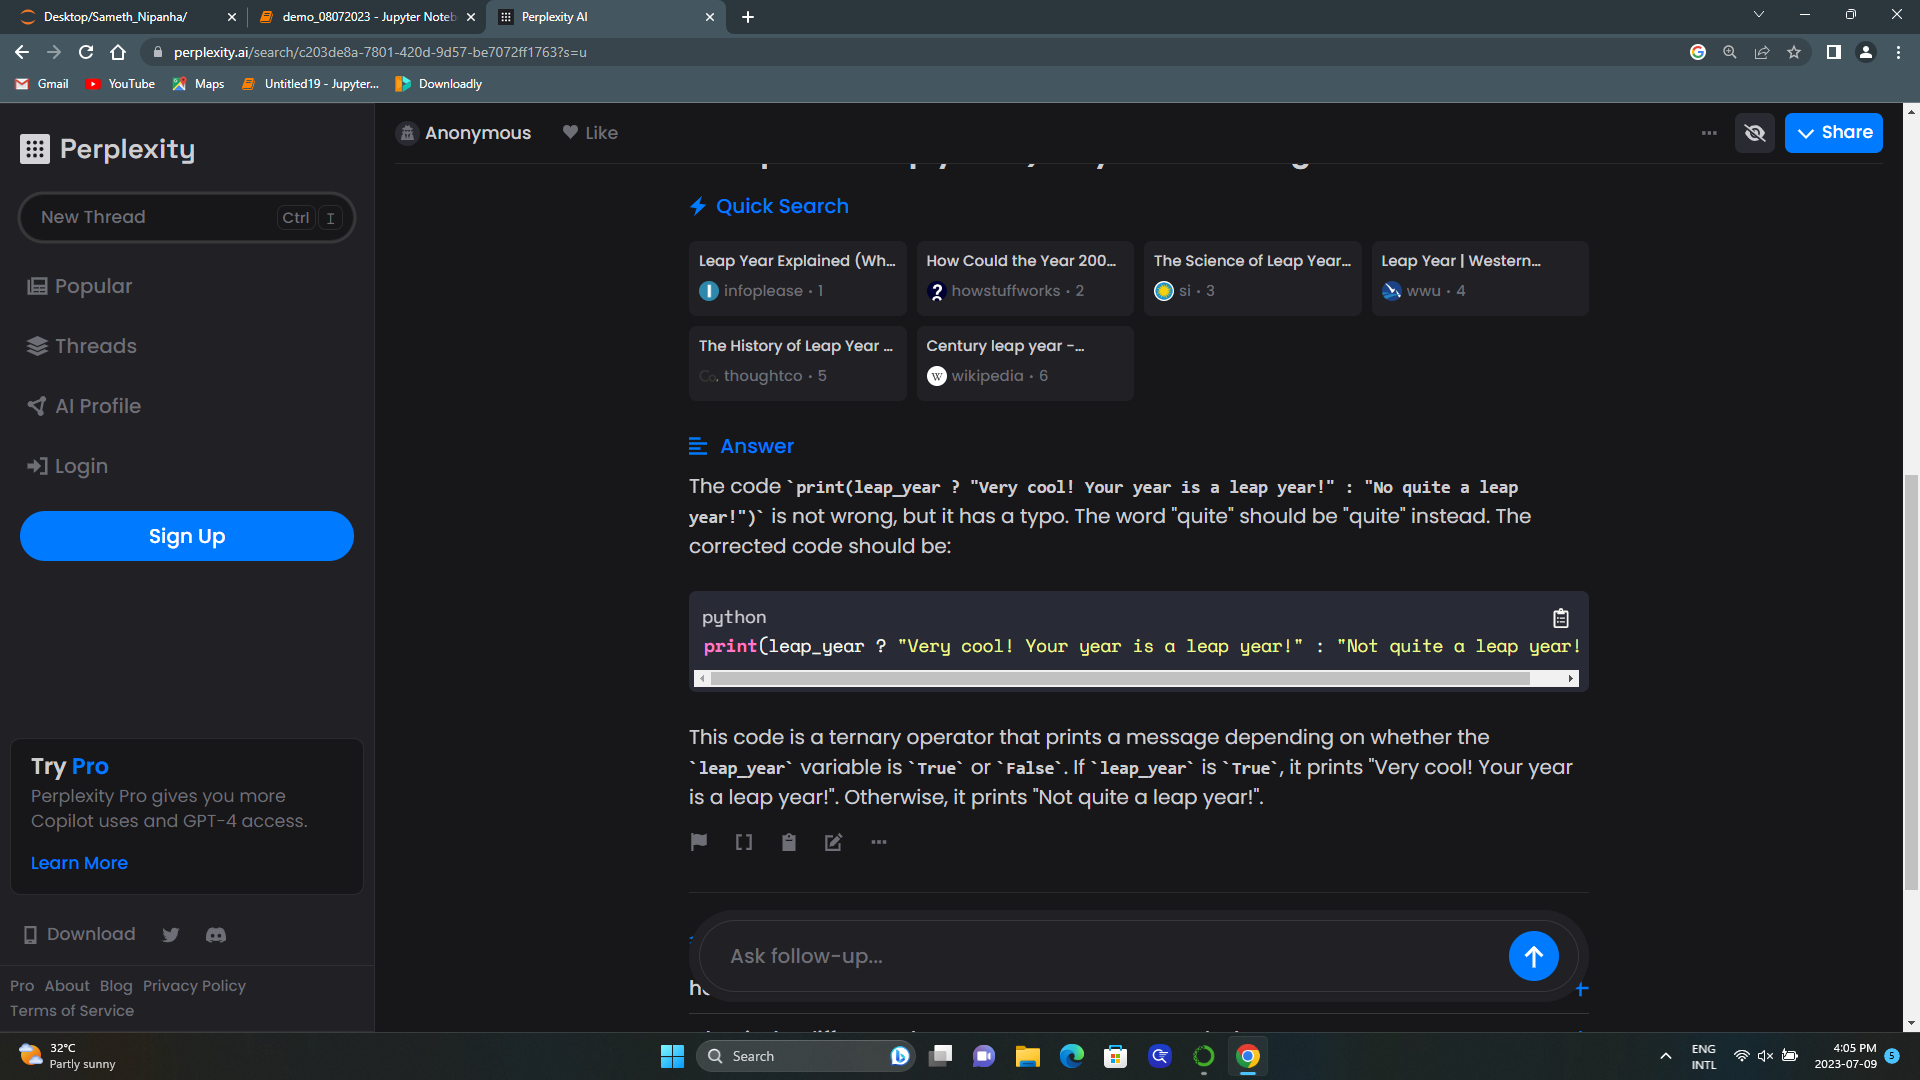 Desktop/Sameth_Nipanha/
demo_08072023 - Jupyter Noteb
Perplexity AI
perplexity.ai/search/c203de8a-7801-420d-9d57-be7072ff1763?s=u
Gmail
YouTube
Maps
Untitled19 - Jupyter...
Downloadly
Perplexity
New Thread
Ctrl I
Popular
Threads
AI Profile
Login
Sign Up
Try Pro
Perplexity Pro gives you more
Copilot uses and GPT-4 access.
Learn More
Download
Pro About Blog Privacy Policy
Terms of Service
Anonymous
Like
Share
Quick Search
Leap Year Explained (Wh...
infoplease • 1
How Could the Year 200...
howstuffworks • 2
The Science of Leap Year...
si • 3
Leap Year | Western...
wwu • 4
The History of Leap Year ...
Co. thoughtco • 5
Century leap year -...
W wikipedia • 6
Answer
The code `print(leap_year ? "Very cool! Your year is a leap year!" : "No quite a leap
year!")` is not wrong, but it has a typo. The word "quite" should be "quite" instead. The
corrected code should be:
python
print(leap_year ? "Very cool! Your year is a leap year!" : "Not quite a leap year!
This code is a ternary operator that prints a message depending on whether the
`leap_year` variable is `True` or `False`. If `leap_year` is `True`, it prints "Very cool! Your year
is a leap year!". Otherwise, it prints "Not quite a leap year!".
Ask follow-up...
32°C
Partly sunny
Search
ENG
INTL
4:05 PM
2023-07-09
5